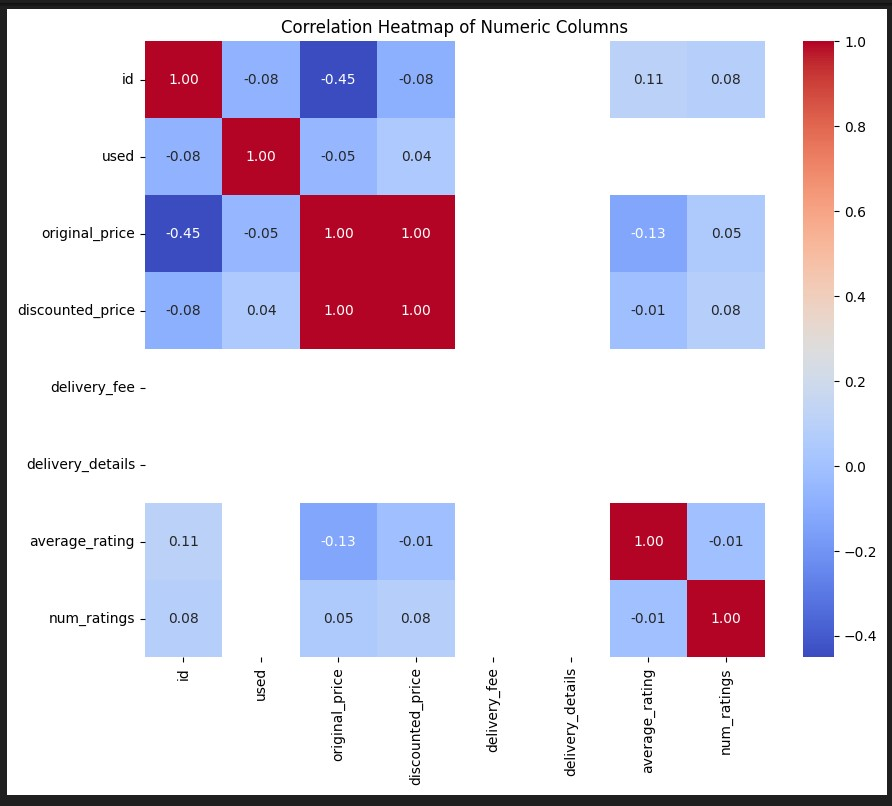 Correlation Heatmap of Numeric Columns
id 1.00 -0.08 -0.45 -0.08 0.11 0.08
used -0.08 1.00 -0.05 0.04
original_price -0.45 -0.05 1.00 1.00 -0.13 0.05
discounted_price -0.08 0.04 1.00 1.00 -0.01 0.08
delivery_fee
delivery_details
average_rating 0.11 -0.13 -0.01 1.00 -0.01
num_ratings 0.08 0.05 0.08 -0.01 1.00
id
used
original_price
discounted_price
delivery_fee
delivery_details
average_rating
num_ratings
1.0
0.8
0.6
0.4
0.2
0.0
−0.2
−0.4